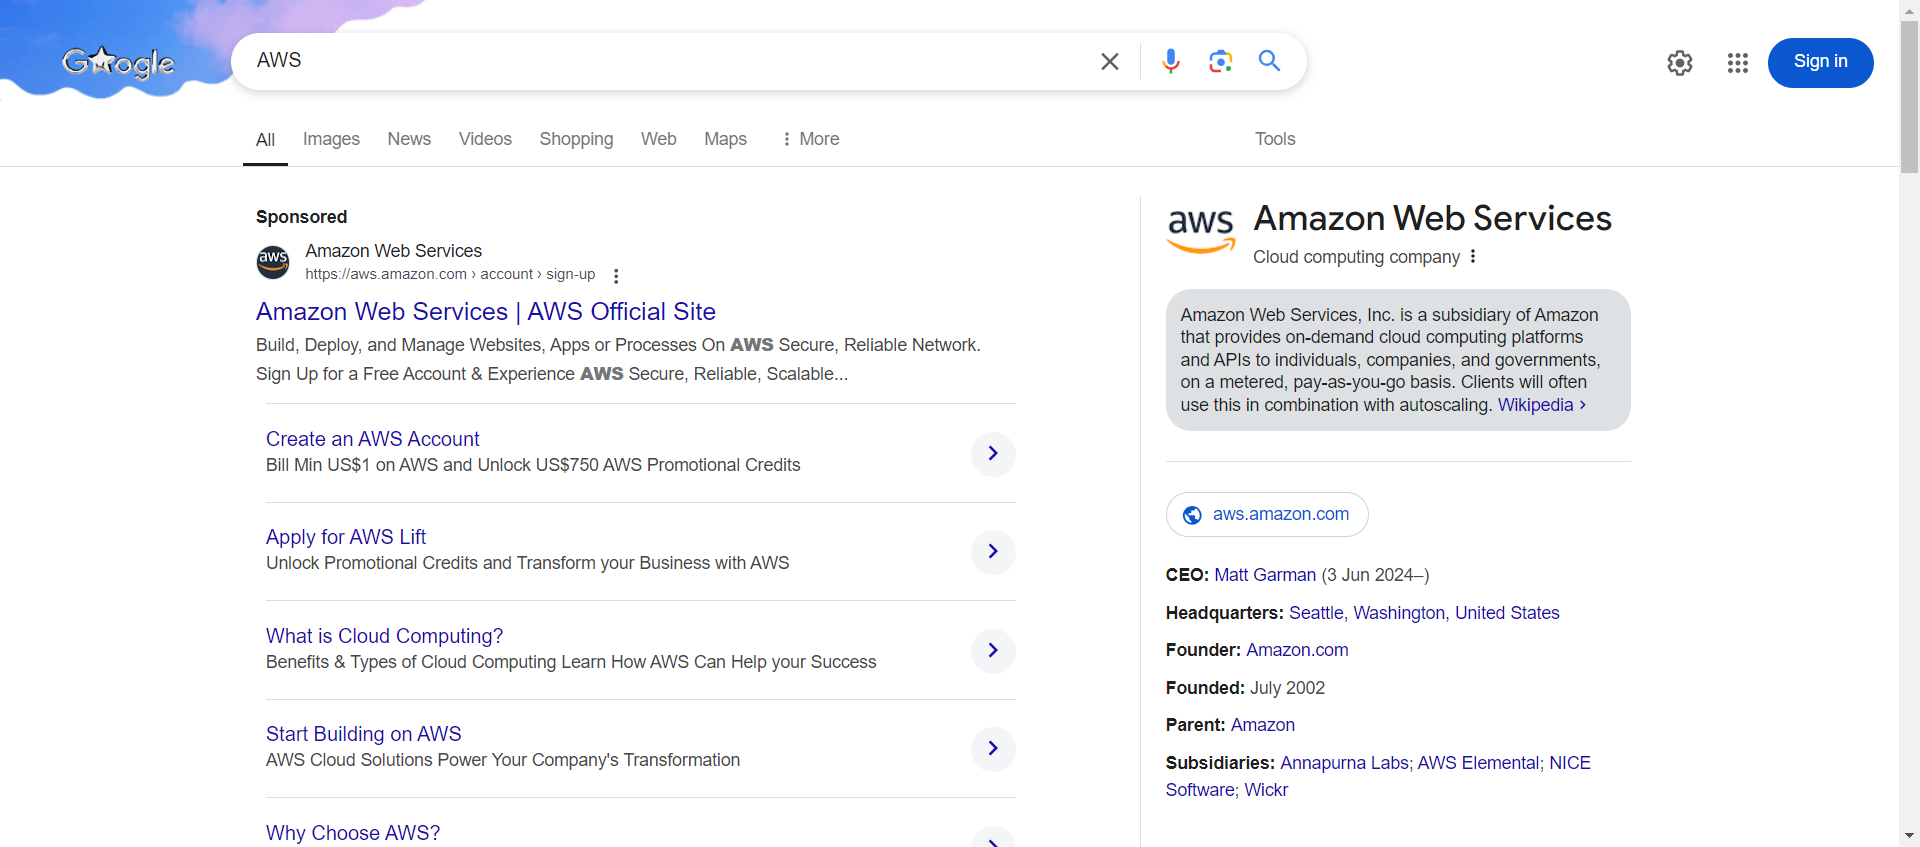 Google
AWS
Sign in
All
Images
News
Videos
Shopping
Web
Maps
More
Tools
Sponsored
aws
Amazon Web Services
https://aws.amazon.com › account › sign-up
Amazon Web Services | AWS Official Site
Build, Deploy, and Manage Websites, Apps or Processes On AWS Secure, Reliable Network.
Sign Up for a Free Account & Experience AWS Secure, Reliable, Scalable...
Create an AWS Account
Bill Min US$1 on AWS and Unlock US$750 AWS Promotional Credits
Apply for AWS Lift
Unlock Promotional Credits and Transform your Business with AWS
What is Cloud Computing?
Benefits & Types of Cloud Computing Learn How AWS Can Help your Success
Start Building on AWS
AWS Cloud Solutions Power Your Company's Transformation
Why Choose AWS?
aws
Amazon Web Services
Cloud computing company
Amazon Web Services, Inc. is a subsidiary of Amazon
that provides on-demand cloud computing platforms
and APIs to individuals, companies, and governments,
on a metered, pay-as-you-go basis. Clients will often
use this in combination with autoscaling. Wikipedia ›
aws.amazon.com
CEO: Matt Garman (3 Jun 2024–)
Headquarters: Seattle, Washington, United States
Founder: Amazon.com
Founded: July 2002
Parent: Amazon
Subsidiaries: Annapurna Labs; AWS Elemental; NICE
Software; Wickr